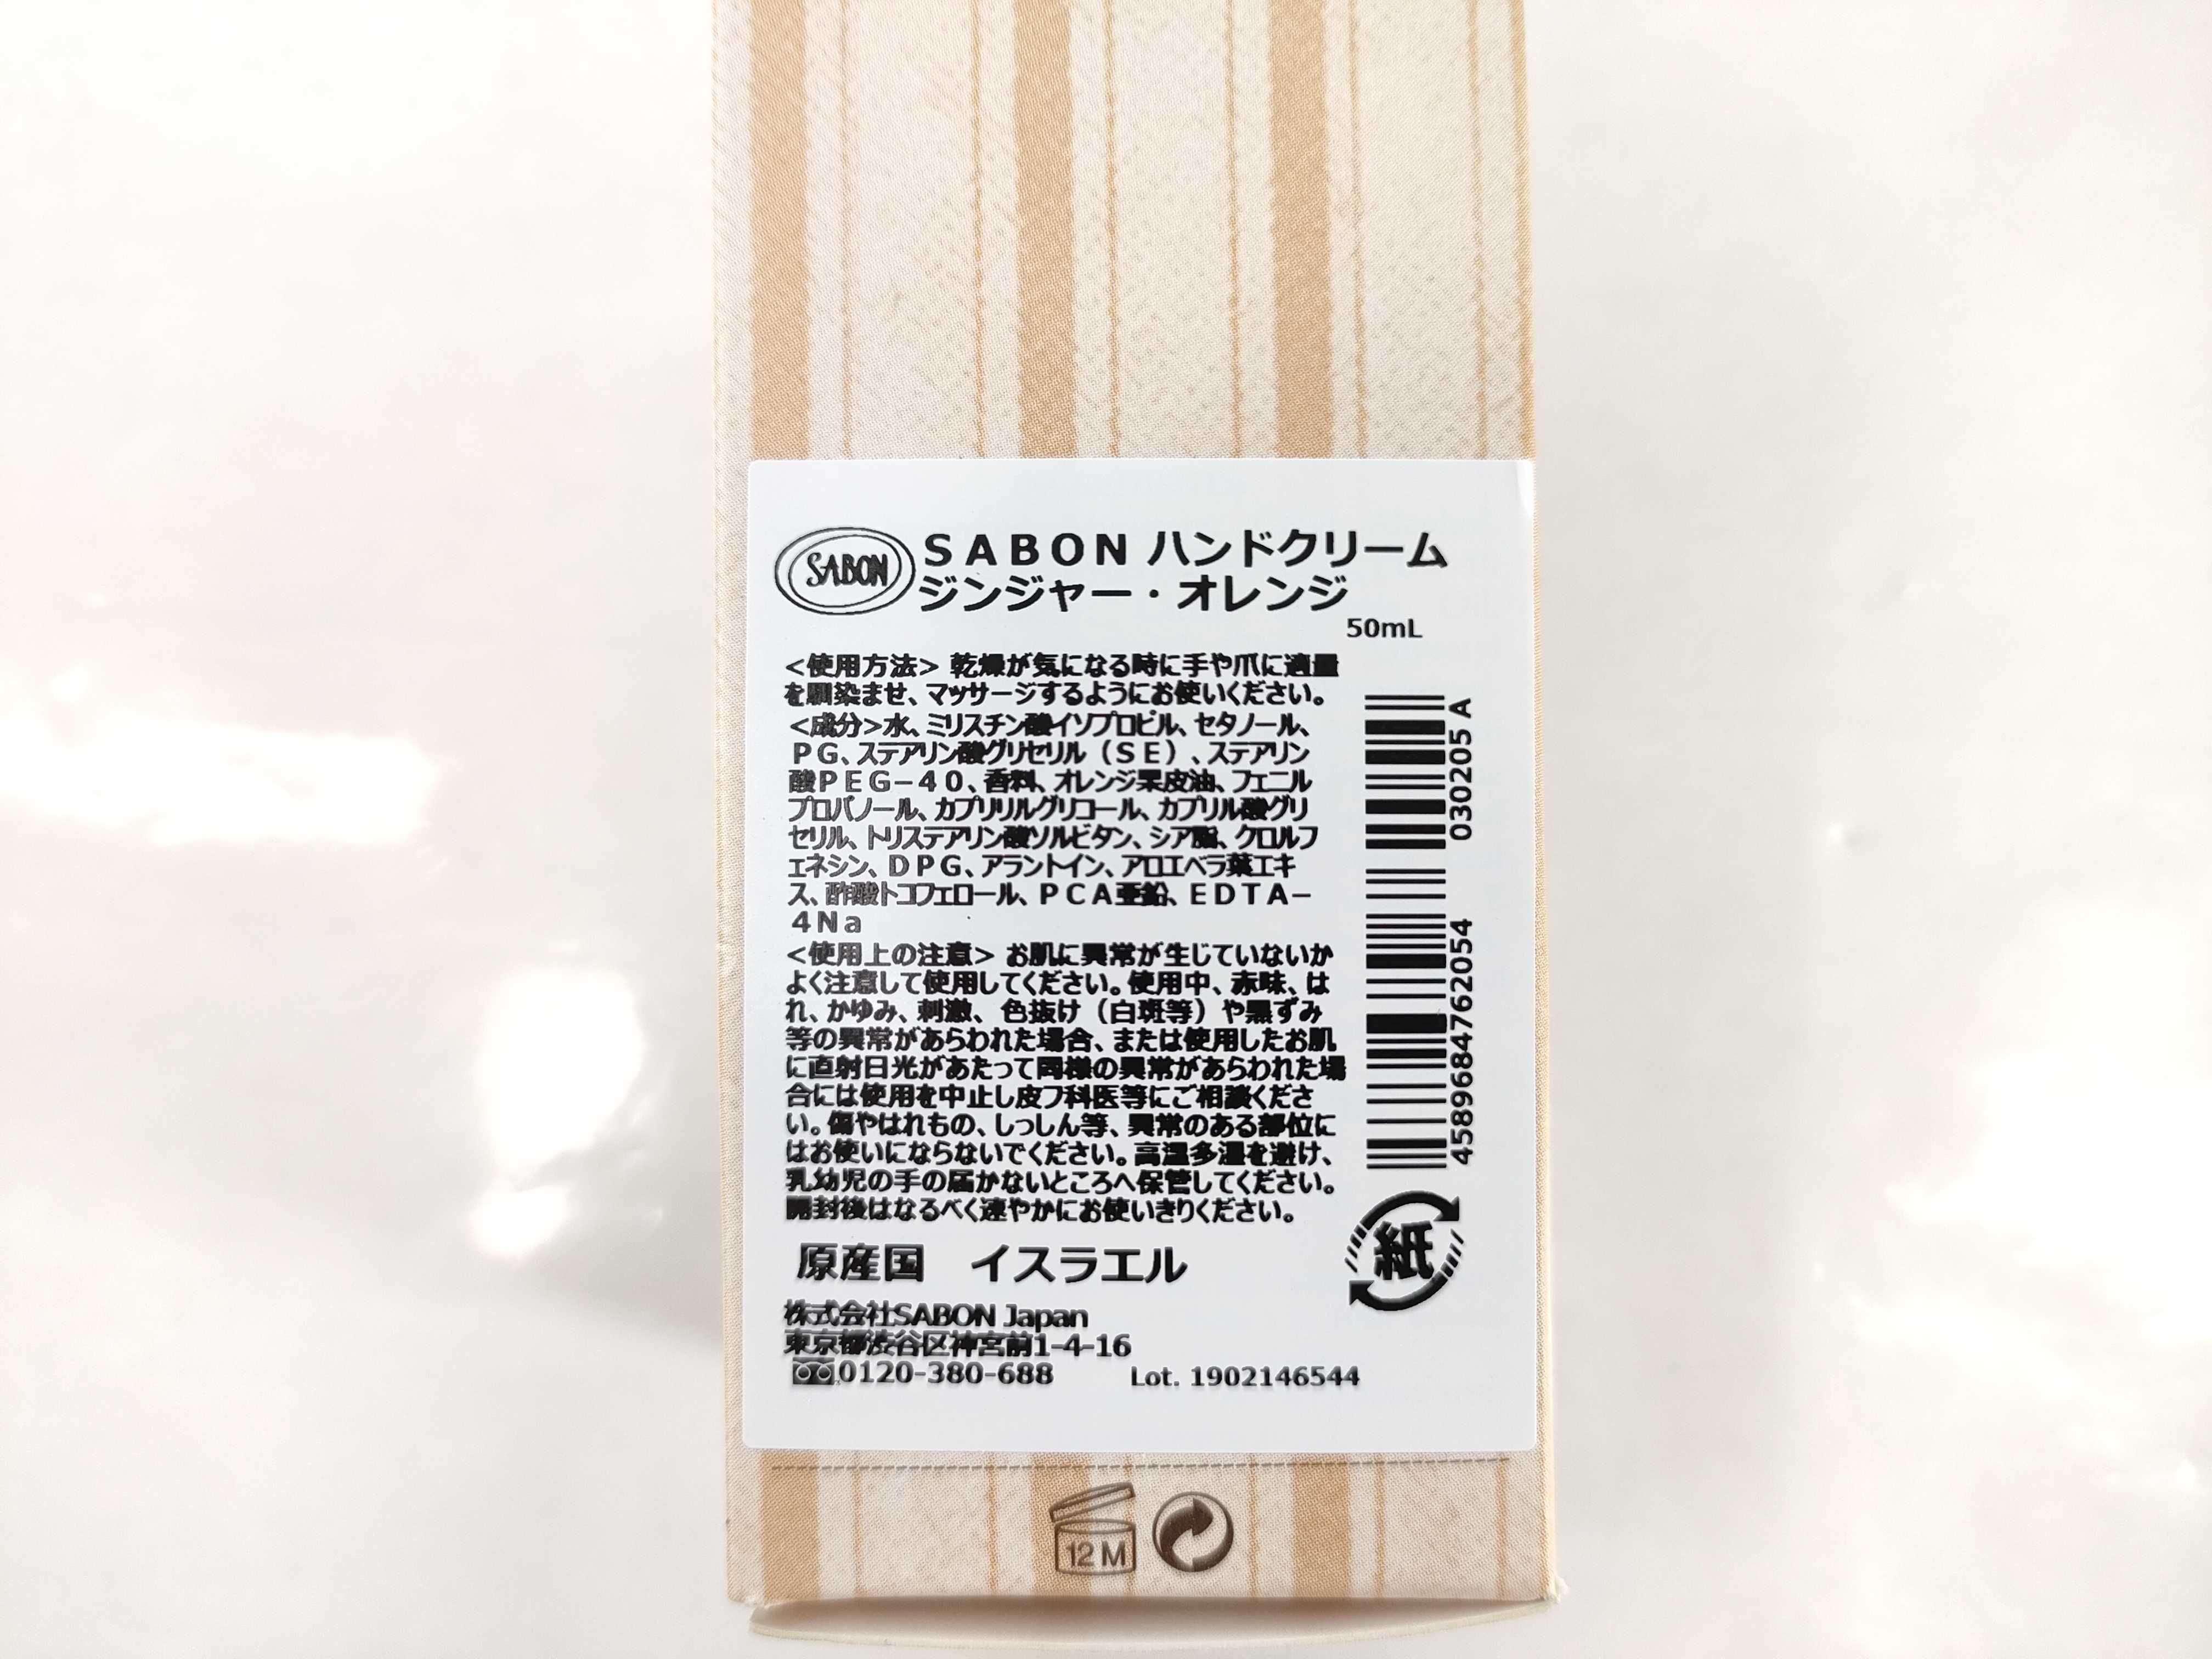 SABON
SABON ハンドクリーム
ジンジャー・オレンジ
50mL
<使用方法> 乾燥が気になる時に手や爪に適量
を馴染ませ、マッサージするようにお使いください。
<成分>水、ミリスチン酸イソプロピル、セタノール、
PG、ステアリン酸グリセリル(SE)、ステアリン
酸PEG-40、香料、オレンジ果皮油、フェニル
プロパノール、カプリリルグリコール、カプリル酸グリ
セリル、トリステアリン酸ソルビタン、シア脂、クロルフ
ェネシン、DPG、アラントイン、アロエベラ葉エキ
ス、酢酸トコフェロール、PCA亜鉛、EDTA-
4Na
<使用上の注意> お肌に異常が生じていないか
よく注意して使用してください。使用中、赤味、は
れ、かゆみ、刺激、色抜け(白斑等)や黒ずみ
等の異常があらわれた場合、または使用したお肌
に直射日光があたって同様の異常があらわれた場
合には使用を中止し皮フ科医等にご相談くださ
い。傷やはれもの、しっしん等、異常のある部位に
はお使いにならないでください。高温多湿を避け、
乳幼児の手の届かないところへ保管してください。
開封後はなるべく速やかにお使いきりください。
原産国 イスラエル
株式会社SABON Japan
東京都渋谷区神宮前1-4-16
0120-380-688 Lot. 1902146544
030205 A
4589684762054
紙
12 M